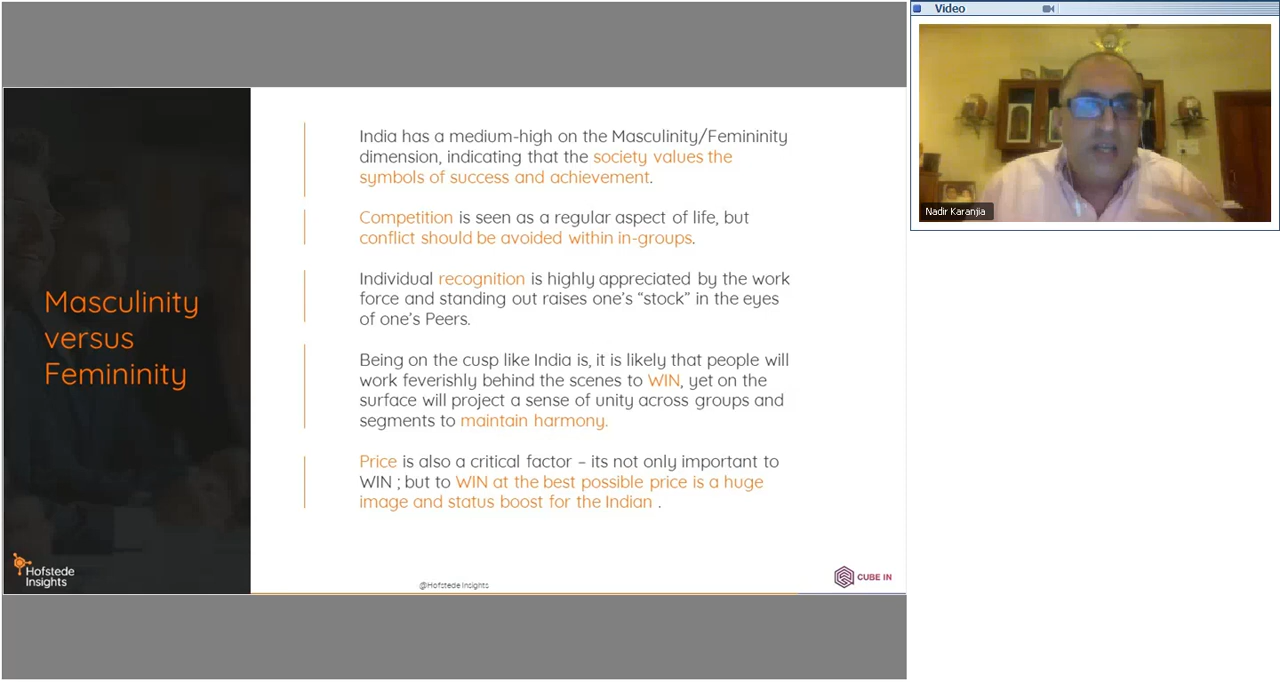 Masculinity
versus
Femininity
India has a medium-high on the Masculinity/Femininity
dimension, indicating that the society values the
symbols of success and achievement.
Competition is seen as a regular aspect of life, but
conflict should be avoided within in-groups.
Individual recognition is highly appreciated by the work
force and standing out raises one's “stock” in the eyes
of one's Peers.
Being on the cusp like India is, it is likely that people will
work feverishly behind the scenes to WIN, yet on the
surface will project a sense of unity across groups and
segments to maintain harmony.
Price is also a critical factor – its not only important to
WIN ; but to WIN at the best possible price is a huge
image and status boost for the Indian .
Hofstede
Insights
@Hofstede Insights
CUBE IN
Video
Nadir Karanjia